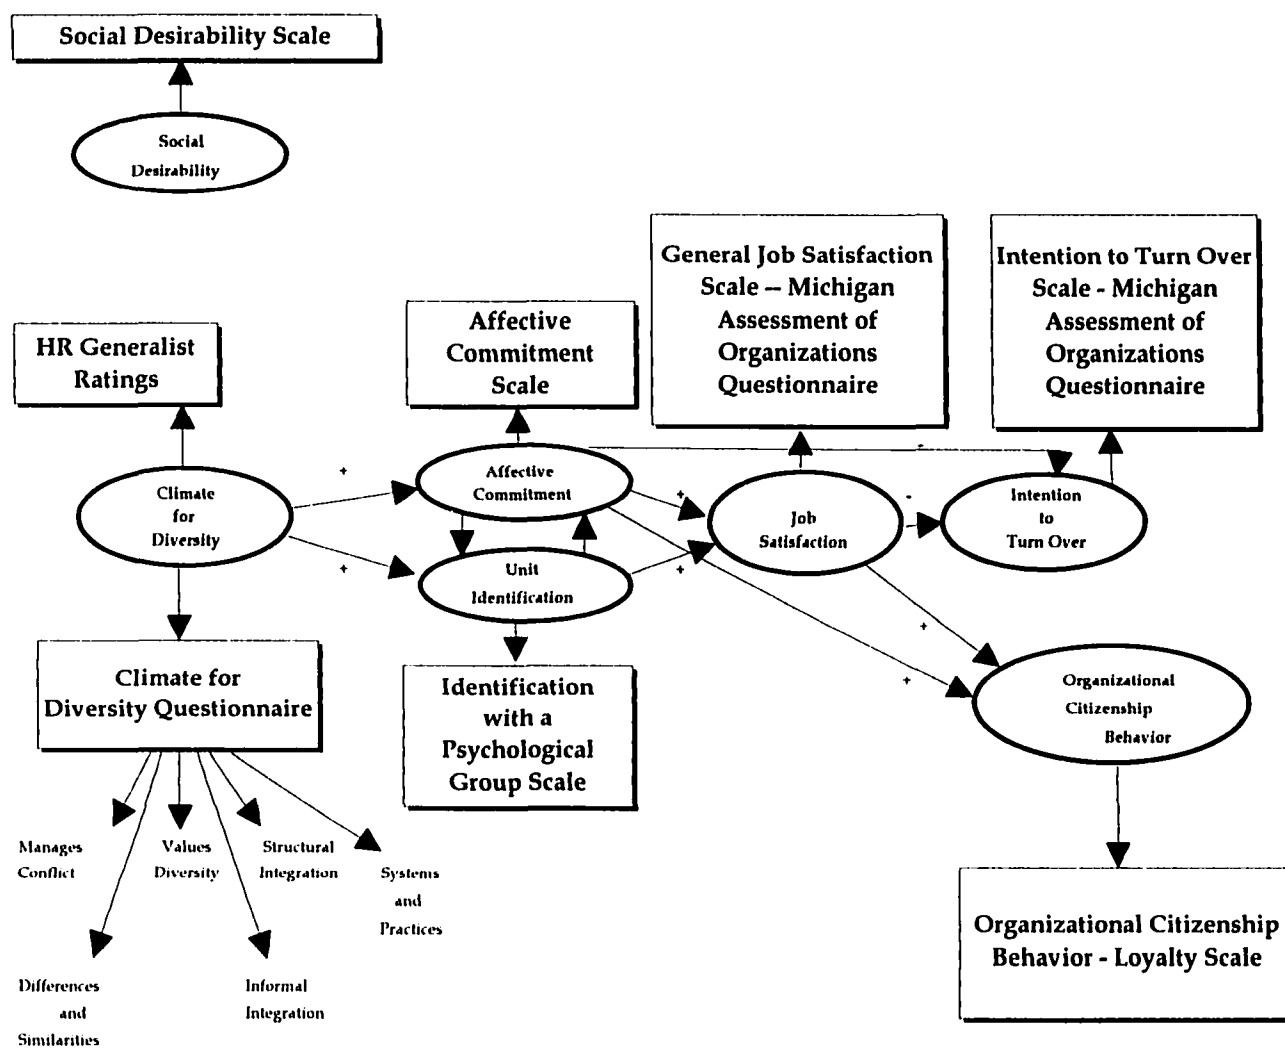 Social Desirability Scale
Social
Desirability
General Job Satisfaction
Scale -- Michigan
Assessment of
Organizations
Questionnaire
Intention to Turn Over
Scale - Michigan
Assessment of
Organizations
Questionnaire
Affective
Commitment
Scale
HR Generalist
Ratings
Climate
for
Diversity
+
+
Affective
Commitment
Unit
Identification
-
+
+
Job
Satisfaction
-
Intention
to
Turn Over
+
+
Organizational
Citizenship
Behavior
Climate for
Diversity Questionnaire
Identification
with a
Psychological
Group Scale
Manages
Conflict
Values
Diversity
Structural
Integration
Systems
and
Practices
Differences
and
Similarities
Informal
Integration
Organizational Citizenship
Behavior - Loyalty Scale